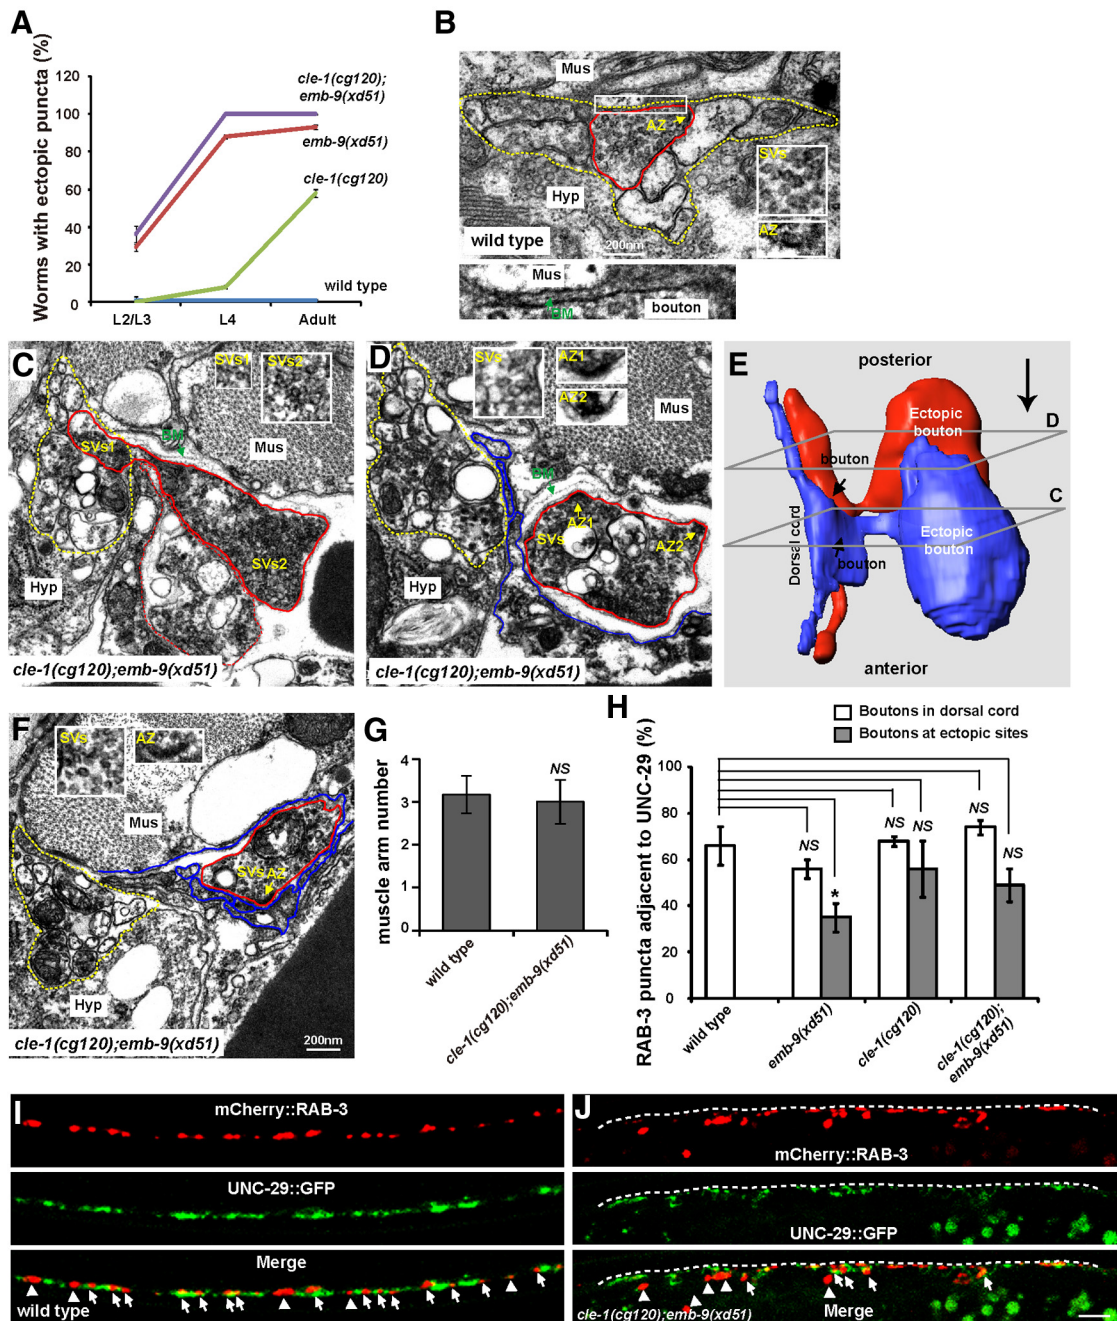 A
Worms with ectopic puncta (%)
120
100
80
60
40
20
0
L2/L3
L4
Adult
cle-1(cg120);
emb-9(xd51)
emb-9(xd51)
cle-1(cg120)
wild type
B
Mus
AZ
SVs
Hyp
AZ
wild type
200nm
Mus
BM
bouton
C
SVs1
SVs2
BM
Mus
SVs1
Hyp
SVs2
cle-1(cg120);emb-9(xd51)
D
SVs
AZ1
AZ2
Mus
BM
AZ1
SVs
AZ2
Hyp
cle-1(cg120);emb-9(xd51)
E
posterior
Ectopic
bouton
D
bouton
C
Dorsal cord
Ectopic
bouton
bouton
anterior
F
SVs
AZ
Mus
SVs
AZ
Hyp
cle-1(cg120);emb-9(xd51)
200nm
G
muscle arm number
4
3
2
1
0
NS
wild type
cle-1(cg120);emb-9(xd51)
H
Boutons in dorsal cord
Boutons at ectopic sites
RAB-3 puncta adjacent to UNC-29 (%)
100
80
60
40
20
0
NS
*
NS
NS
NS
NS
wild type
emb-9(xd51)
cle-1(cg120)
cle-1(cg120);
emb-9(xd51)
I
mCherry::RAB-3
UNC-29::GFP
Merge
wild type
J
mCherry::RAB-3
UNC-29::GFP
cle-1(cg120);emb-9(xd51)
Merge